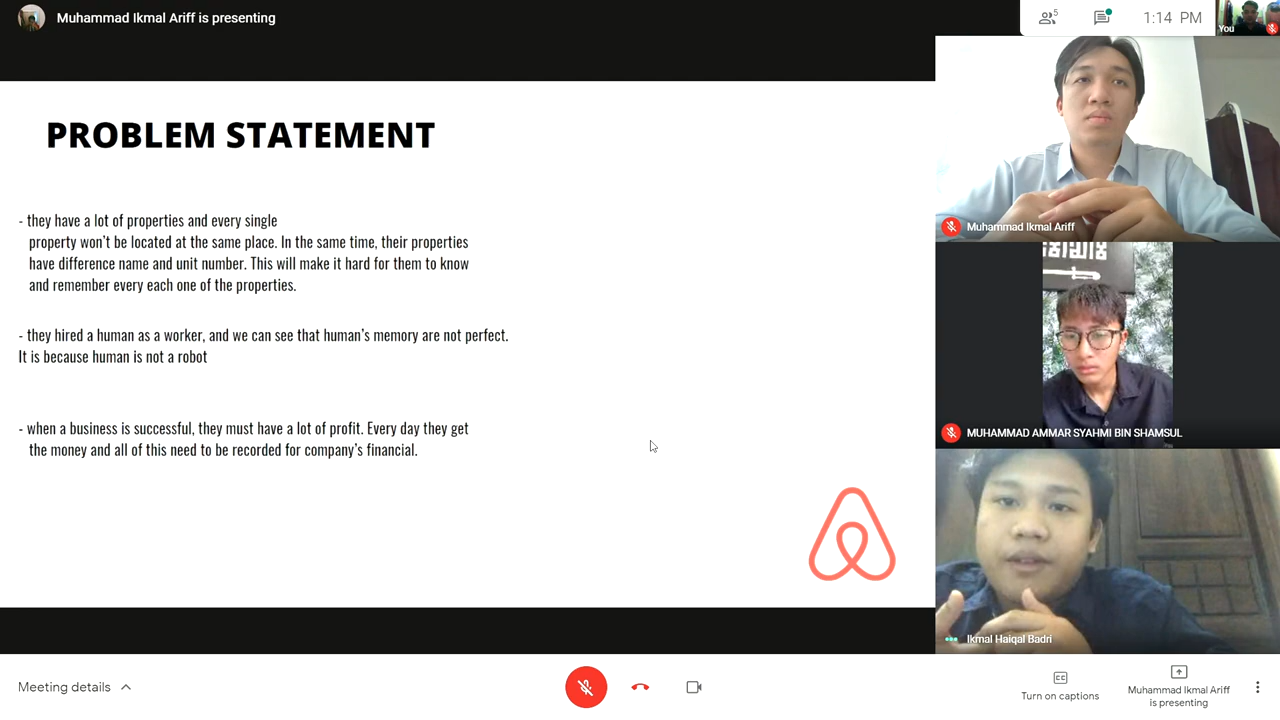 Muhammad Ikmal Ariff is presenting
5
1:14 PM
You
PROBLEM STATEMENT
- they have a lot of properties and every single
property won't be located at the same place. In the same time, their properties
have difference name and unit number. This will make it hard for them to know
and remember every each one of the properties.
- they hired a human as a worker, and we can see that human's memory are not perfect.
It is because human is not a robot
- when a business is successful, they must have a lot of profit. Every day they get
the money and all of this need to be recorded for company's financial.
Muhammad Ikmal Ariff
MUHAMMAD AMMAR SYAHMI BIN SHAMSUL
Ikmal Haiqal Badri
Meeting details
CC
Turn on captions
Muhammad Ikmal Ariff
is presenting